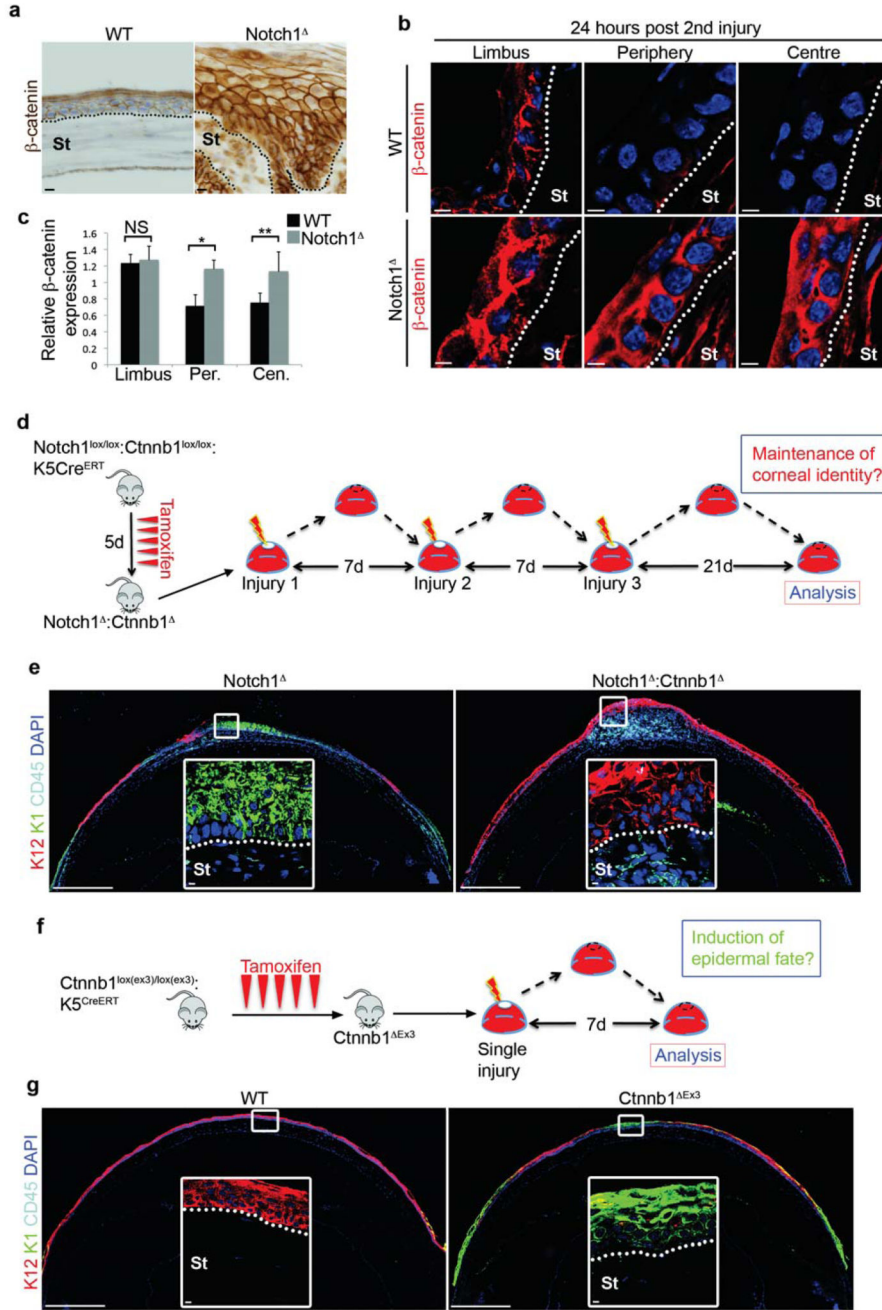 a
WT
Notch1Δ
β-catenin
St
St
b
24 hours post 2nd injury
Limbus
Periphery
Centre
WT
β-catenin
St
St
St
Notch1Δ
β-catenin
St
St
St
c
Relative β-catenin
expression
1.6
1.4
1.2
1
0.8
0.6
0.4
0.2
0
NS
*
**
WT
Notch1Δ
Limbus
Per.
Cen.
d
Notch1lox/lox:Ctnnb1lox/lox:
K5CreERT
5d
Tamoxifen
Notch1Δ:Ctnnb1Δ
Injury 1
7d
Injury 2
7d
Injury 3
21d
Maintenance of
corneal identity?
Analysis
e
K12 K1 CD45 DAPI
Notch1Δ
St
Notch1Δ:Ctnnb1Δ
St
f
Ctnnb1lox(ex3)/lox(ex3):
K5CreERT
Tamoxifen
Ctnnb1ΔEx3
Single
injury
7d
Induction of
epidermal fate?
Analysis
g
K12 K1 CD45 DAPI
WT
St
Ctnnb1ΔEx3
St